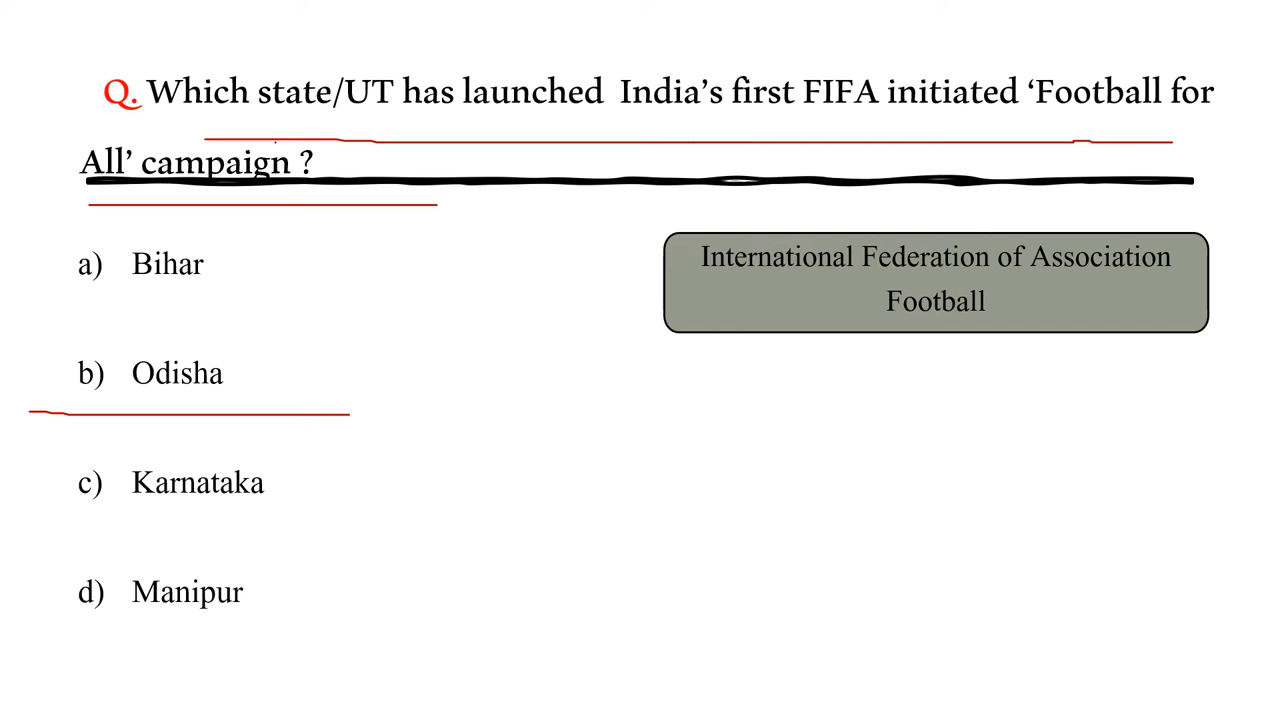 Q. Which state/UT has launched India's first FIFA initiated ‘Football for
All’ campaign ?
a) Bihar
International Federation of Association
Football
b) Odisha
c) Karnataka
d) Manipur